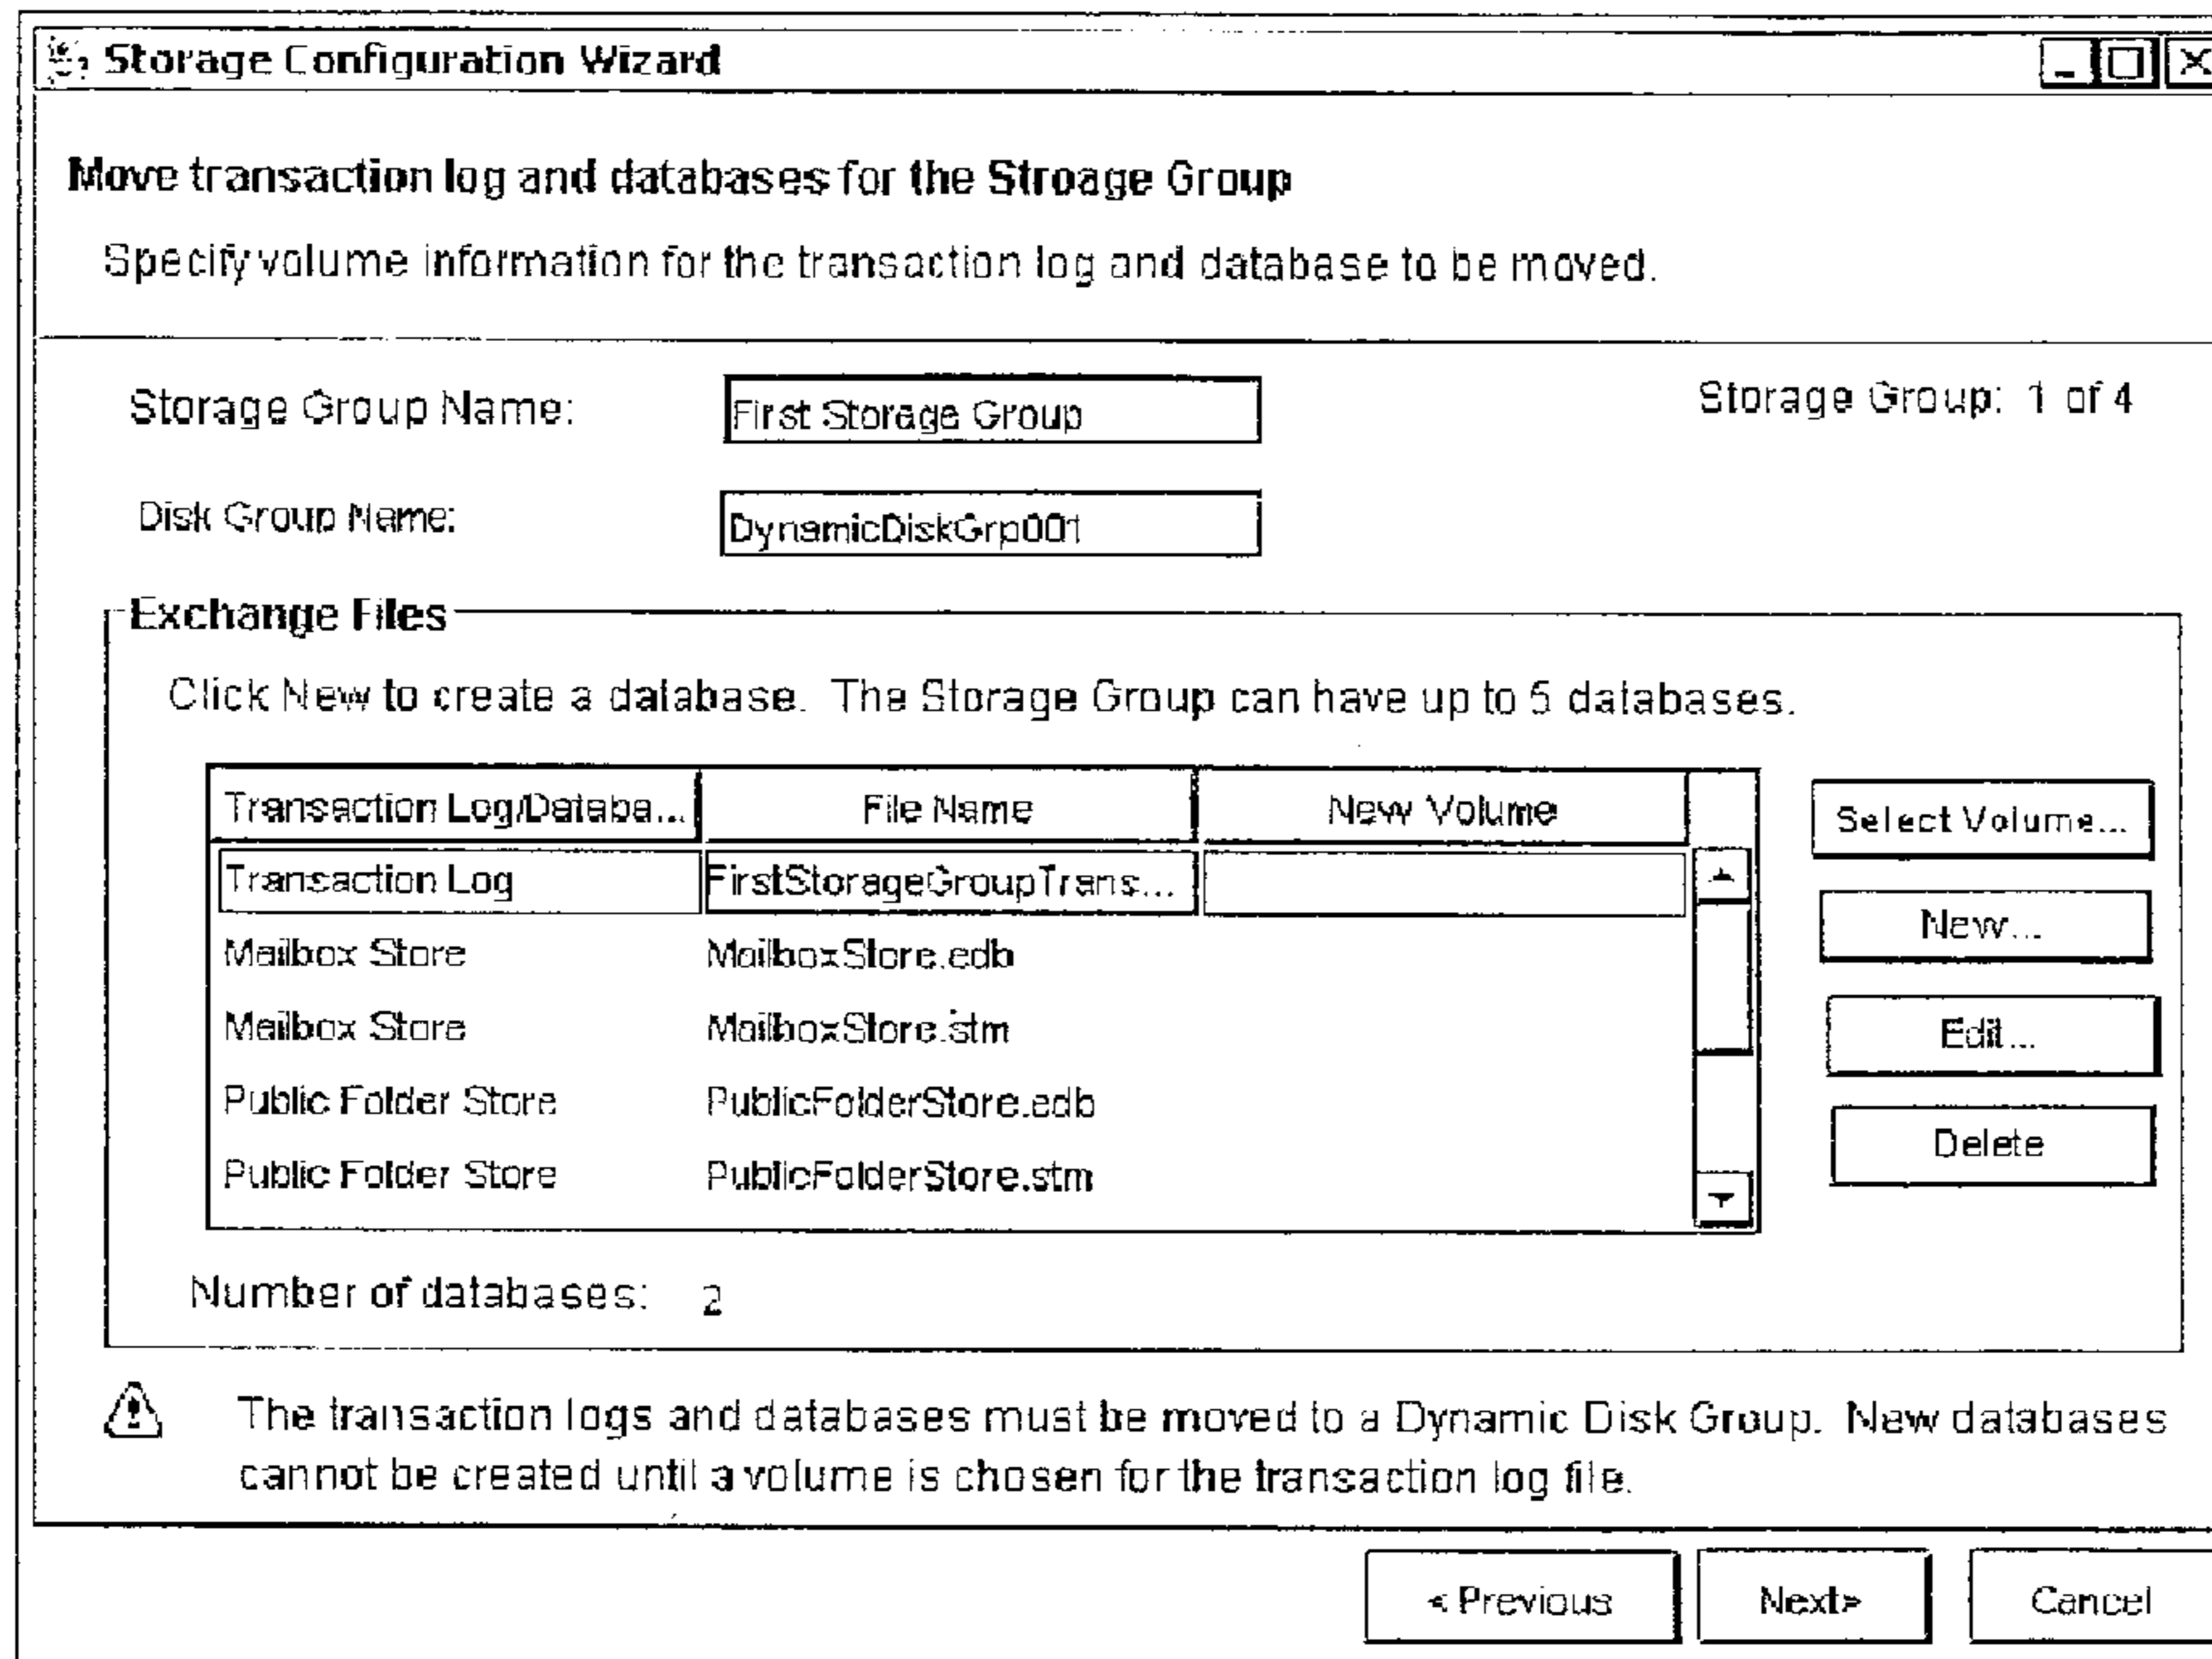 Storage Configuration Wizard
Move transaction log and databases for the Stroage Group
Specify volume information for the transaction log and database to be moved.
Storage Group Name: First Storage Group Storage Group: 1 of 4
Disk Group Name: DynamicDiskGrp001
Exchange Files
Click New to create a database. The Storage Group can have up to 5 databases.
Transaction Log/Databa... File Name New Volume
Select Volume...
Transaction Log FirstStorageGroupTrans...
New...
Mailbox Store MailboxStore.edb
Mailbox Store MailboxStore.stm
Edit...
Public Folder Store PublicFolderStore.edb
Delete
Public Folder Store PublicFolderStore.stm
Number of databases: 2
The transaction logs and databases must be moved to a Dynamic Disk Group. New databases
cannot be created until a volume is chosen for the transaction log file.
< Previous Next> Cancel